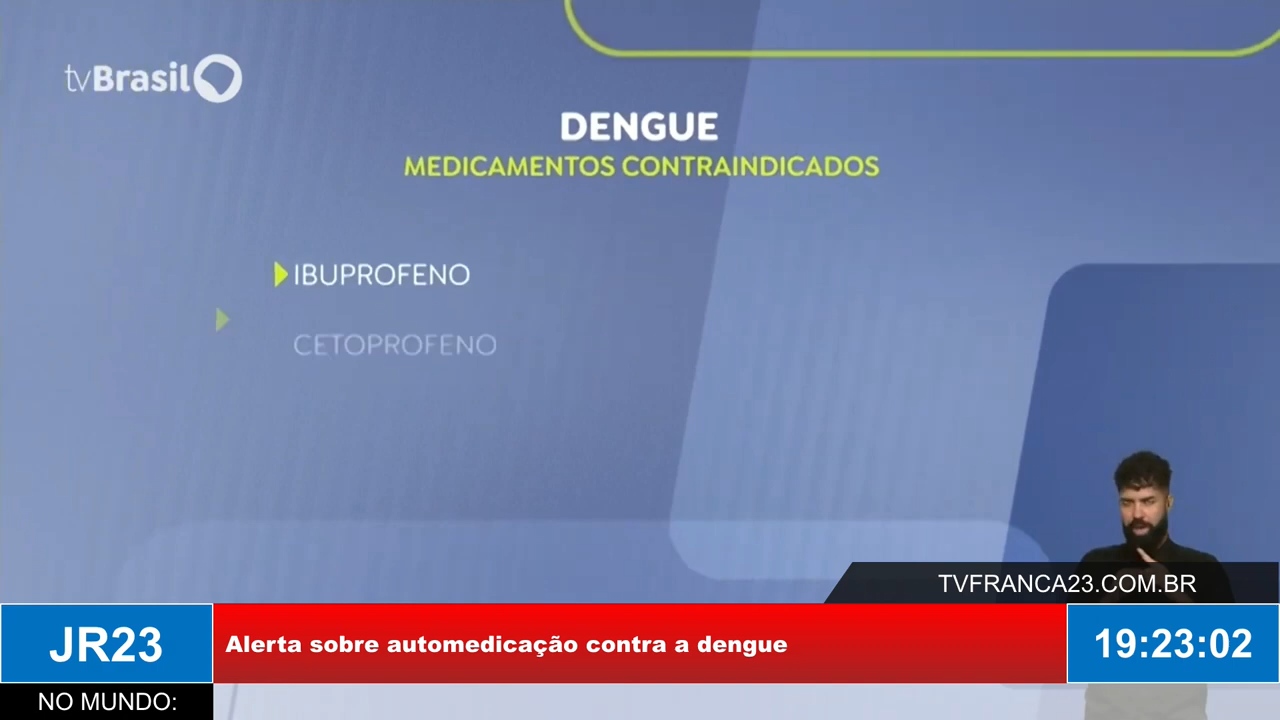 tvBrasil
DENGUE
MEDICAMENTOS CONTRAINDICADOS
IBUPROFENO
CETOPROFENO
TVFRANCA23.COM.BR
JR23
Alerta sobre automedicação contra a dengue
19:23:02
NO MUNDO: